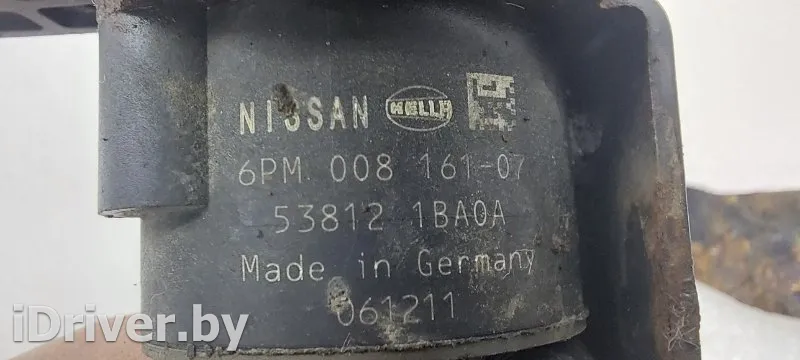 NISSAN HELLA
6PM 008 161-07
53812 1BA0A
Made in Germany
061211
iDriver.by